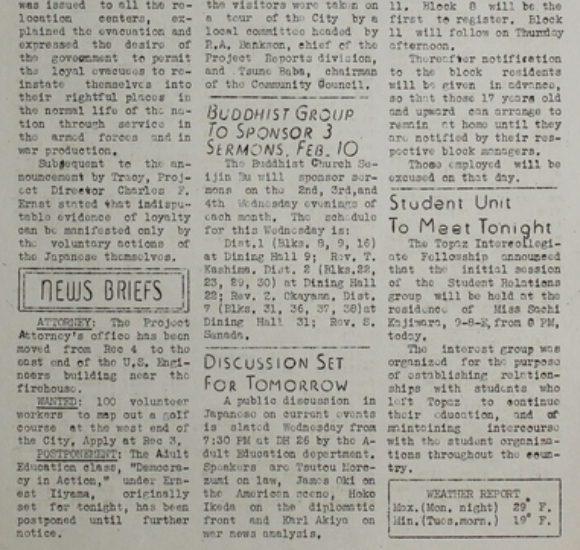 was issued to all the re-
location centers, ex-
plained the evacuation and
expressed the desire of
the government to permit
the loyal evacuees to re-
instate themselves into
their rightful places in
the normal life of the na-
tion through service in
the armed forces and in
war production.
Subsequent to the an-
nouncement by Tracy, Proj-
ect Director Charles F.
Ernst stated that indispu-
table evidence of loyalty
can be manifested only by
the voluntary actions of
the Japanese themselves.
NEWS BRIEFS
ATTORNEY: The Project
Attorney's office has been
moved from Rec 4 to the
east end of the U.S. Engi-
neers building near the
firehouse.
WANTED: 100 volunteer
workers to map out a golf
course at the west end of
the City, Apply at Rec 3,
POSTPONEMENT: The Adult
Education class, "Democra-
cy in Action," under Ern-
est Iiyama, originally
set for tonight, has been
postponed until further
notice.
the visitors were taken on
a tour of the City by a
local committee headed by
R.A. Bankson, chief of the
Project Reports division,
and Tsune Baba, chairman
of the Community Council.
BUDDHIST GROUP
TO SPONSOR 3
SERMONS, FEB. 10
The Buddhist Church Se-
ijin Bu will sponsor ser-
mons on the 2nd, 3rd, and
4th Wednesday evenings of
each month. The schedule
for this Wednesday is:
Dist.1 (Blks. 8, 9, 16)
at Dining Hall 9; Rev. T.
Kashima. Dist. 2 (Blks.22,
23, 29, 30) at Dining Hall
22; Rev. Z. Okayama. Dist.
7 (Blks. 31, 36, 37, 38)at
Dining Hall 31; Rev. S.
Sanada.
DISCUSSION SET
FOR TOMORROW
A public discussion in
Japanese on current events
is slated Wednesday from
7:30 PM at DH 26 by the A-
dult Education department.
Speakers are Tsutou More-
zumi on law, James Oki on
the American scene, Hoko
Ikeda on the diplomatic
front and Karl Akiya on
war news analysis.
11. Block 8 will be the
first to register. Block
11 will follow on Thursday
afternoon.
Thereafter notification
to the block residents
will be given in advance,
so that those 17 years old
and upward can arrange to
remain at home until they
are notified by their res-
pective block managers.
Those employed will be
excused on that day.
Student Unit
To Meet Tonight
The Topaz Intercollegi-
ate Fellowship announced
that the initial session
of the Student Relations
group will be held at the
residence of Miss Sachi
Kajiwara, 9-8-E, from 8 PM,
today.
The interest group was
organized for the purpose
of establishing relation-
ships with students who
left Topaz to continue
their education, and of
maintaining intercourse
with the student organiza-
tions throughout the coun-
try.
WEATHER REPORT
Max.(Mon. night) 29° F.
Min.(Tues.morn.) 19° F.